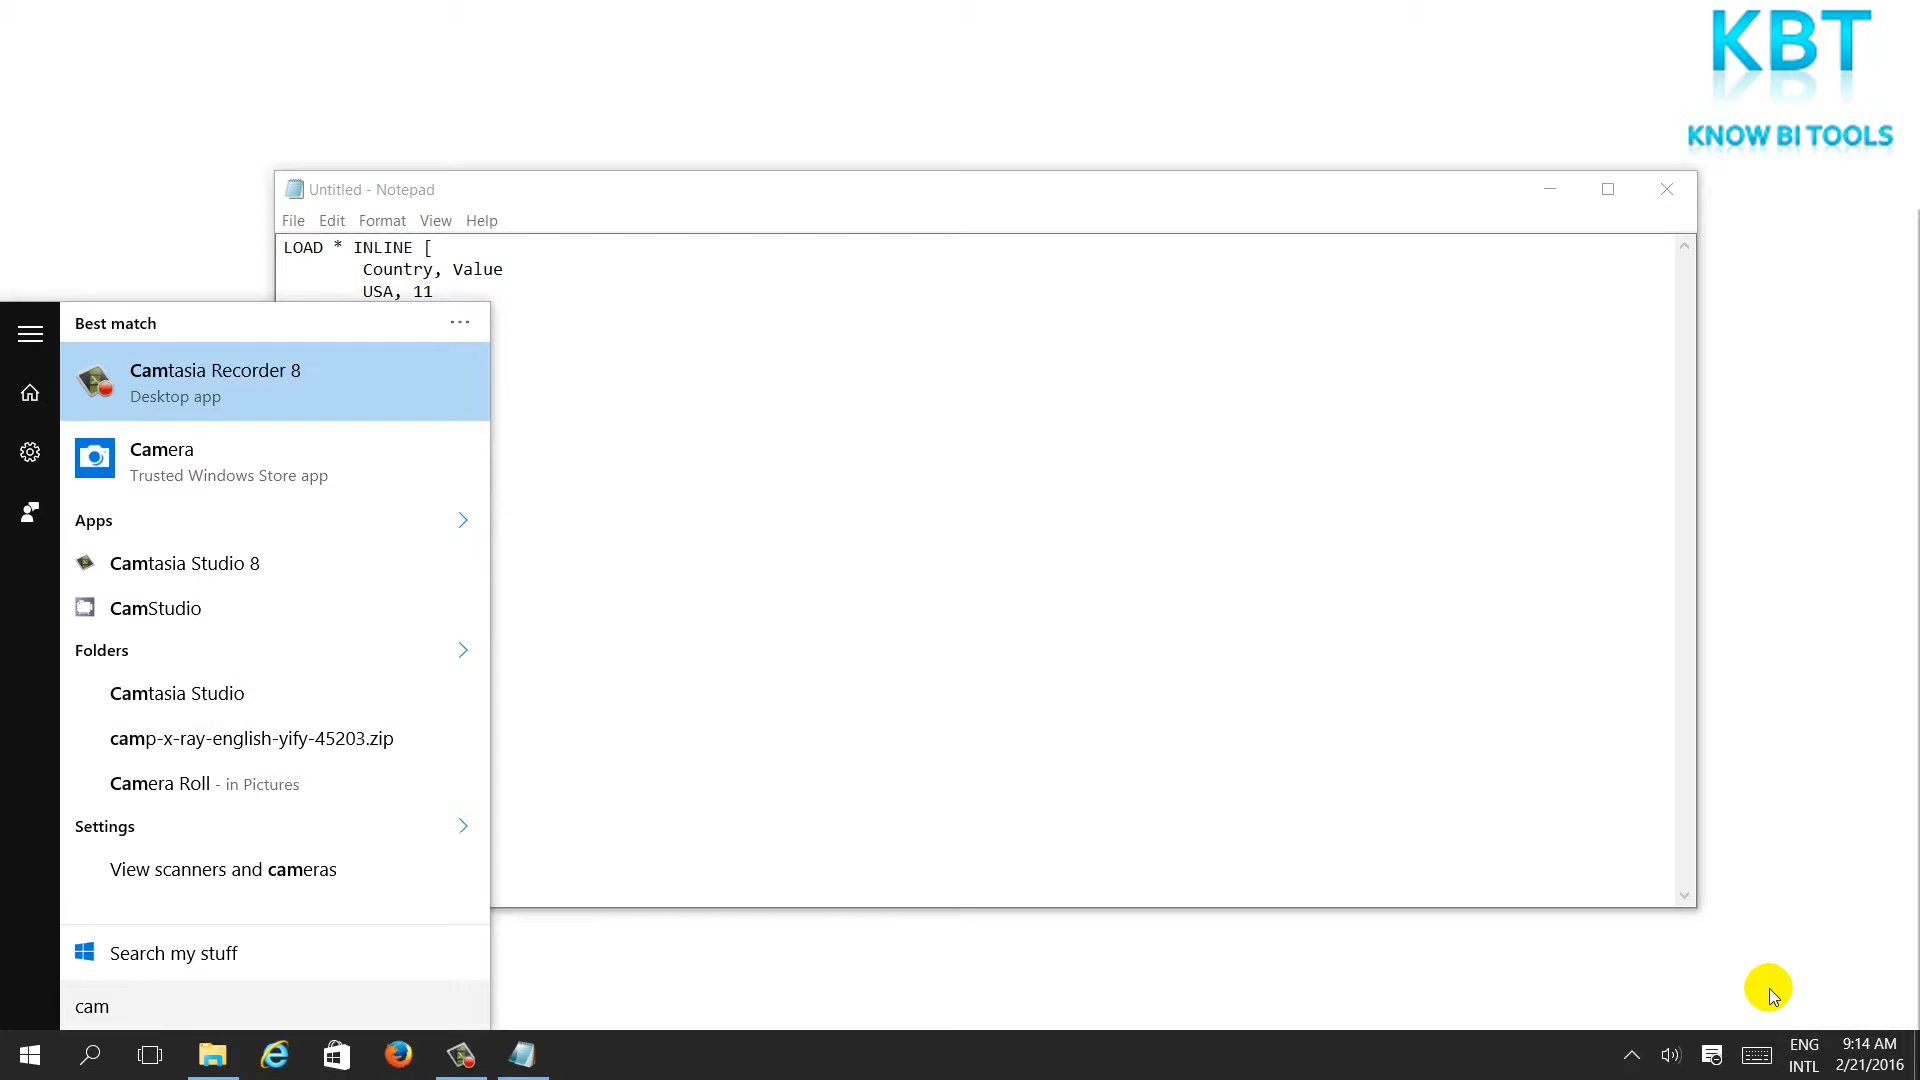 KBT
KNOW BI TOOLS
Untitled - Notepad
File Edit Format View Help
LOAD * INLINE [
Country, Value
USA, 11
Best match
Camtasia Recorder 8
Desktop app
Camera
Trusted Windows Store app
Apps
Camtasia Studio 8
CamStudio
Folders
Camtasia Studio
camp-x-ray-english-yify-45203.zip
Camera Roll - in Pictures
Settings
View scanners and cameras
Search my stuff
cam
ENG
INTL
9:14 AM
2/21/2016